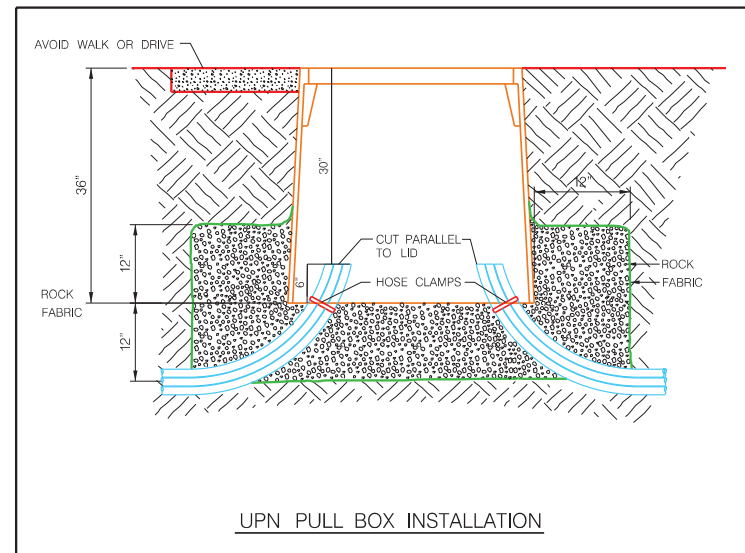 AVOID WALK OR DRIVE
36"
30"
12"
12"
CUT PARALLEL
TO LID
6"
HOSE CLAMPS
ROCK
FABRIC
ROCK
FABRIC
12"
UPN PULL BOX INSTALLATION